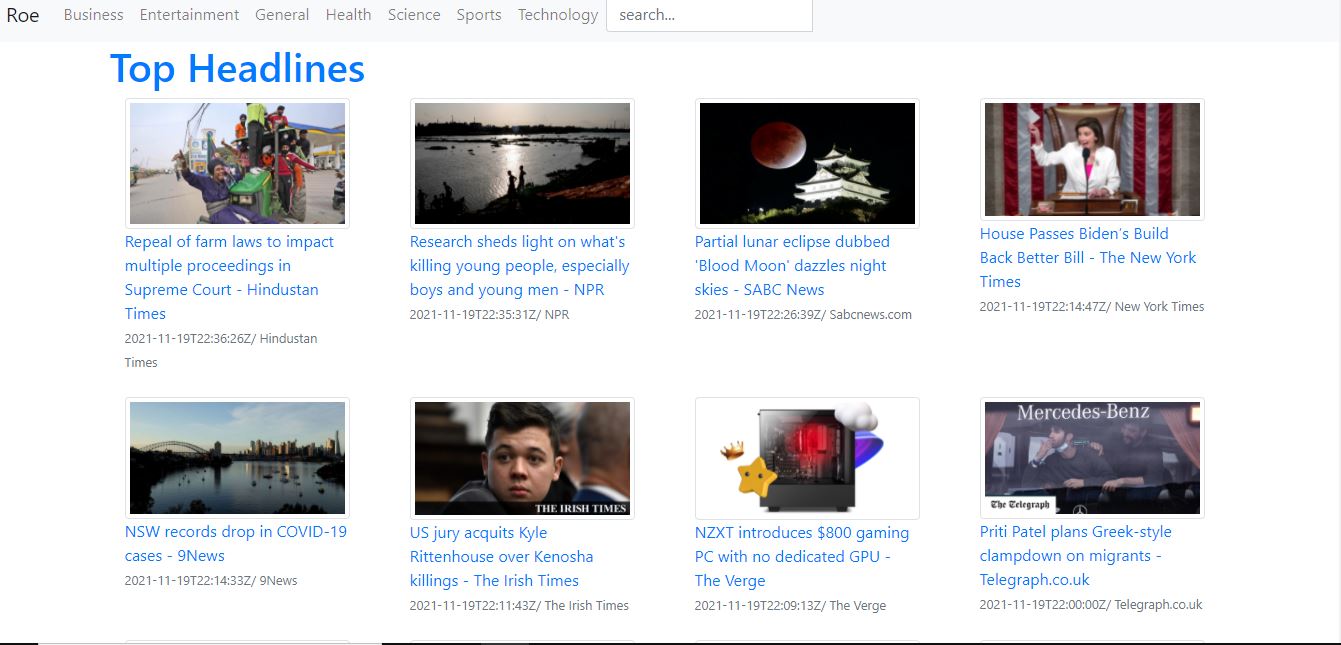 Roe Business Entertainment General Health Science Sports Technology search...
Top Headlines
Repeal of farm laws to impact
multiple proceedings in
Supreme Court - Hindustan
Times
2021-11-19T22:36:26Z/ Hindustan
Times
Research sheds light on what's
killing young people, especially
boys and young men - NPR
2021-11-19T22:35:31Z/ NPR
Partial lunar eclipse dubbed
'Blood Moon' dazzles night
skies - SABC News
2021-11-19T22:26:39Z/ Sabcnews.com
House Passes Biden’s Build
Back Better Bill - The New York
Times
2021-11-19T22:14:47Z/ New York Times
NSW records drop in COVID-19
cases - 9News
2021-11-19T22:14:33Z/ 9News
THE IRISH TIMES
US jury acquits Kyle
Rittenhouse over Kenosha
killings - The Irish Times
2021-11-19T22:11:43Z/ The Irish Times
NZXT introduces $800 gaming
PC with no dedicated GPU -
The Verge
2021-11-19T22:09:13Z/ The Verge
Mercedes-Benz
The Telegraph
Priti Patel plans Greek-style
clampdown on migrants -
Telegraph.co.uk
2021-11-19T22:00:00Z/ Telegraph.co.uk